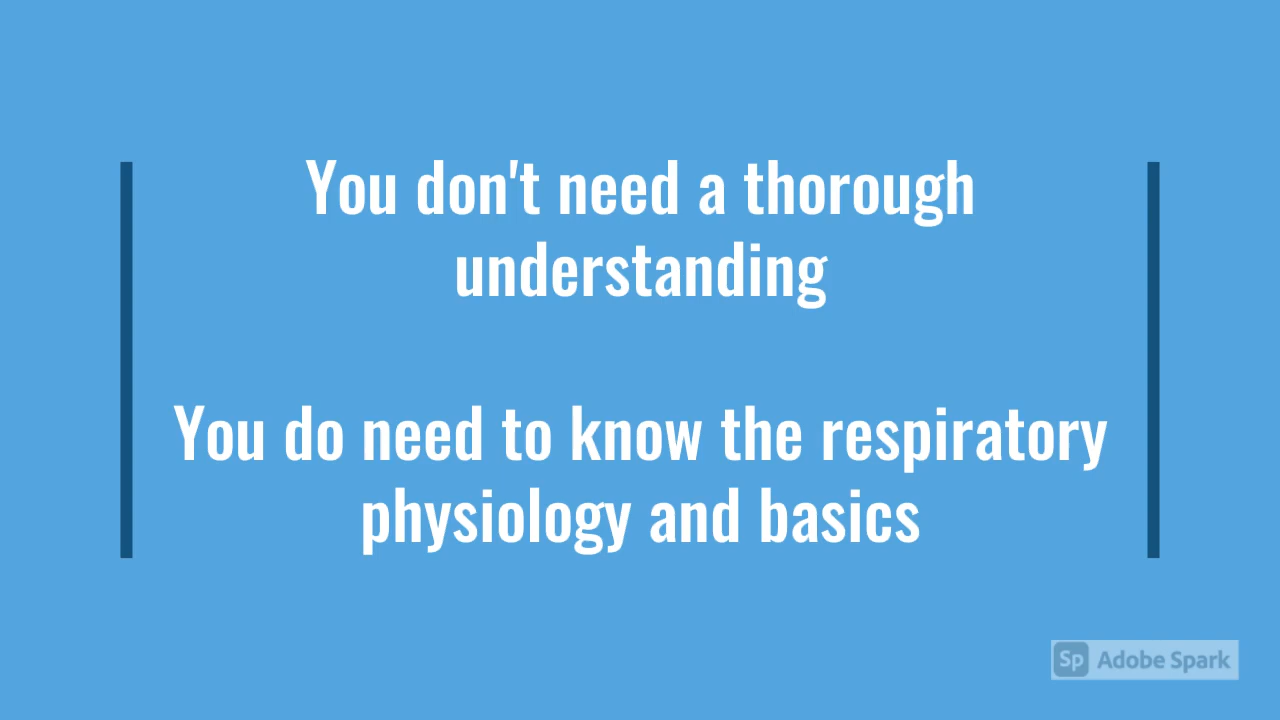 You don't need a thorough
understanding
You do need to know the respiratory
physiology and basics
Sp Adobe Spark